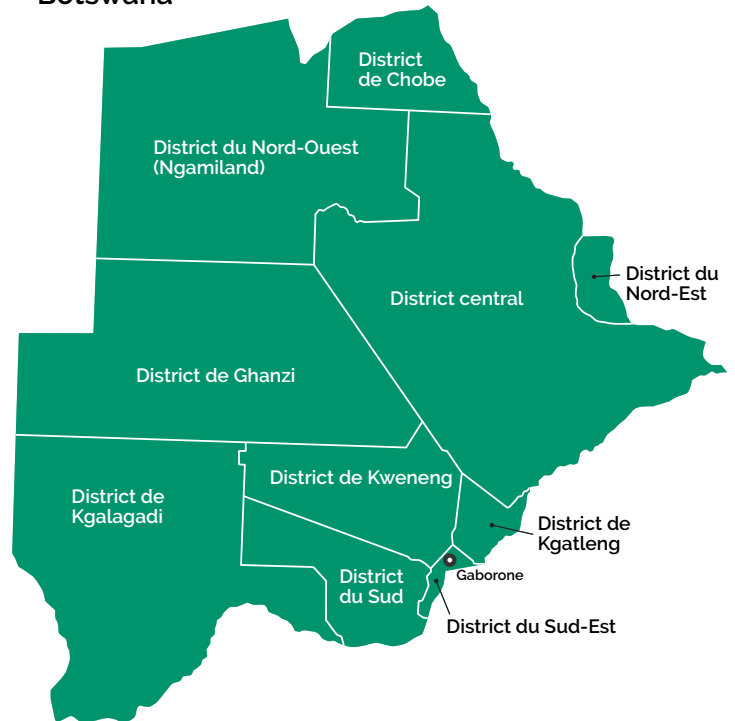 Botswana
District
de Chobe
District du Nord-Ouest
(Ngamiland)
District du
Nord-Est
District central
District de Ghanzi
District de Kweneng
District de
Kgalagadi
District de
Kgatleng
District
du Sud
Gaborone
District du Sud-Est